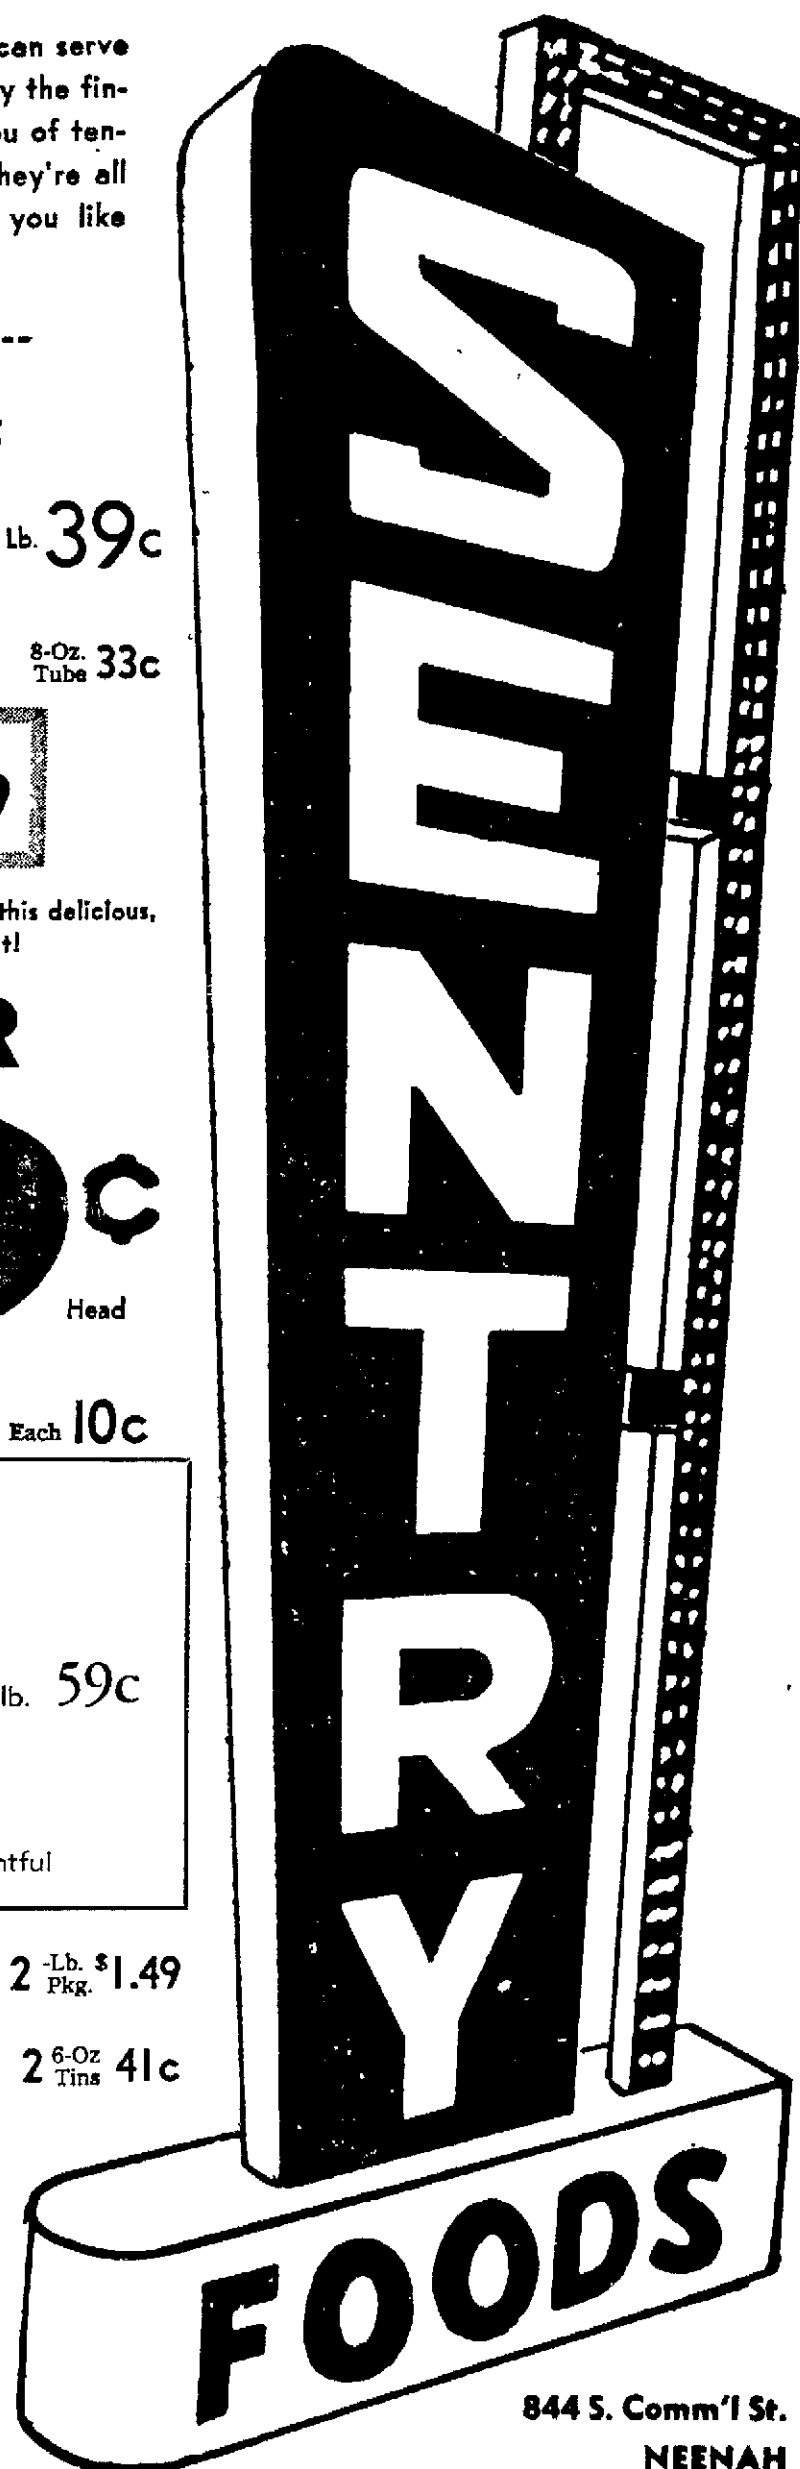 can serve
y the fin-
ou of ten-
hey're all
you like
--
Lb. 39c
8-Oz. Tube 33c
this delicious,
t!
R
c
Head
Each 10c
lb. 59c
ntful
2 -Lb. Pkg. $1.49
2 6-Oz Tins 41c
SENTRY
FOODS
844 S. Comm'l St.
NEENAH